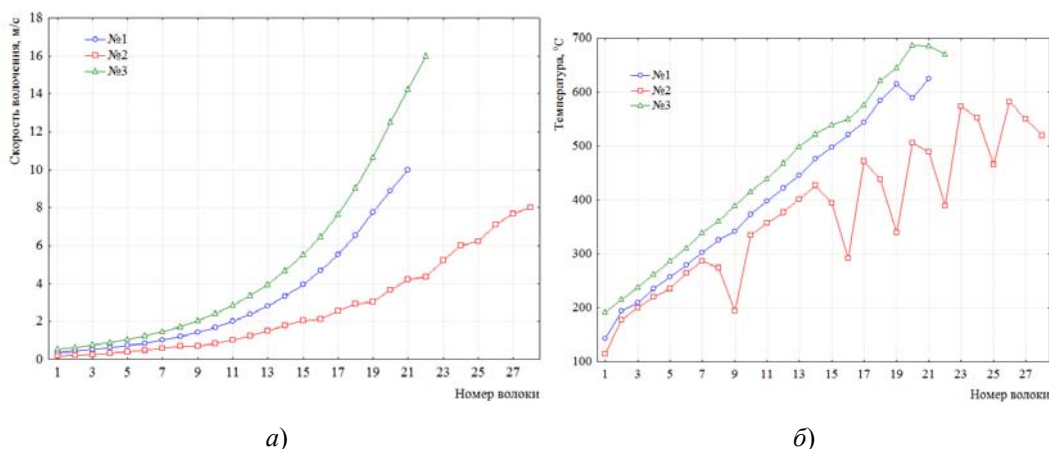 Скорость волочения, м/с
18
16
14
12
10
8
6
4
2
0
№1
№2
№3
1 3 5 7 9 11 13 15 17 19 21 23 25 27
Номер волоки
а)
Температура, °С
700
600
500
400
300
200
100
№1
№2
№3
1 3 5 7 9 11 13 15 17 19 21 23 25 27
Номер волоки
б)